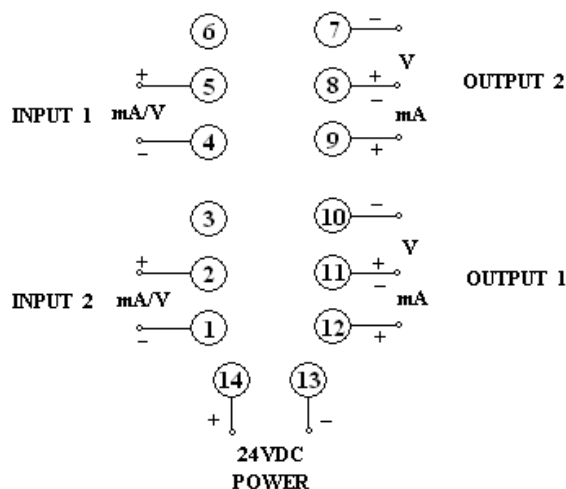 6
7 −
+ 5
8 + V
−
OUTPUT 2
INPUT 1 mA/V
mA
− 4
9 +
3
10 −
+ 2
11 + V
−
OUTPUT 1
INPUT 2 mA/V
mA
− 1
12 +
14 13
+ −
24VDC
POWER